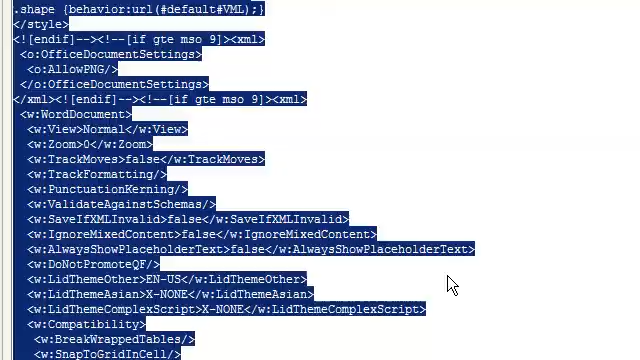 .shape {behavior:url(#default#VML);}
</style>
<![endif]--><!--[if gte mso 9]><xml>
<o:OfficeDocumentSettings>
<o:AllowPNG/>
</o:OfficeDocumentSettings>
</xml><![endif]--><!--[if gte mso 9]><xml>
<w:WordDocument>
<w:View>Normal</w:View>
<w:Zoom>0</w:Zoom>
<w:TrackMoves>false</w:TrackMoves>
<w:TrackFormatting/>
<w:PunctuationKerning/>
<w:ValidateAgainstSchemas/>
<w:SaveIfXMLInvalid>false</w:SaveIfXMLInvalid>
<w:IgnoreMixedContent>false</w:IgnoreMixedContent>
<w:AlwaysShowPlaceholderText>false</w:AlwaysShowPlaceholderText>
<w:DoNotPromoteQF/>
<w:LidThemeOther>EN-US</w:LidThemeOther>
<w:LidThemeAsian>X-NONE</w:LidThemeAsian>
<w:LidThemeComplexScript>X-NONE</w:LidThemeComplexScript>
<w:Compatibility>
<w:BreakWrappedTables/>
<w:SnapToGridInCell/>